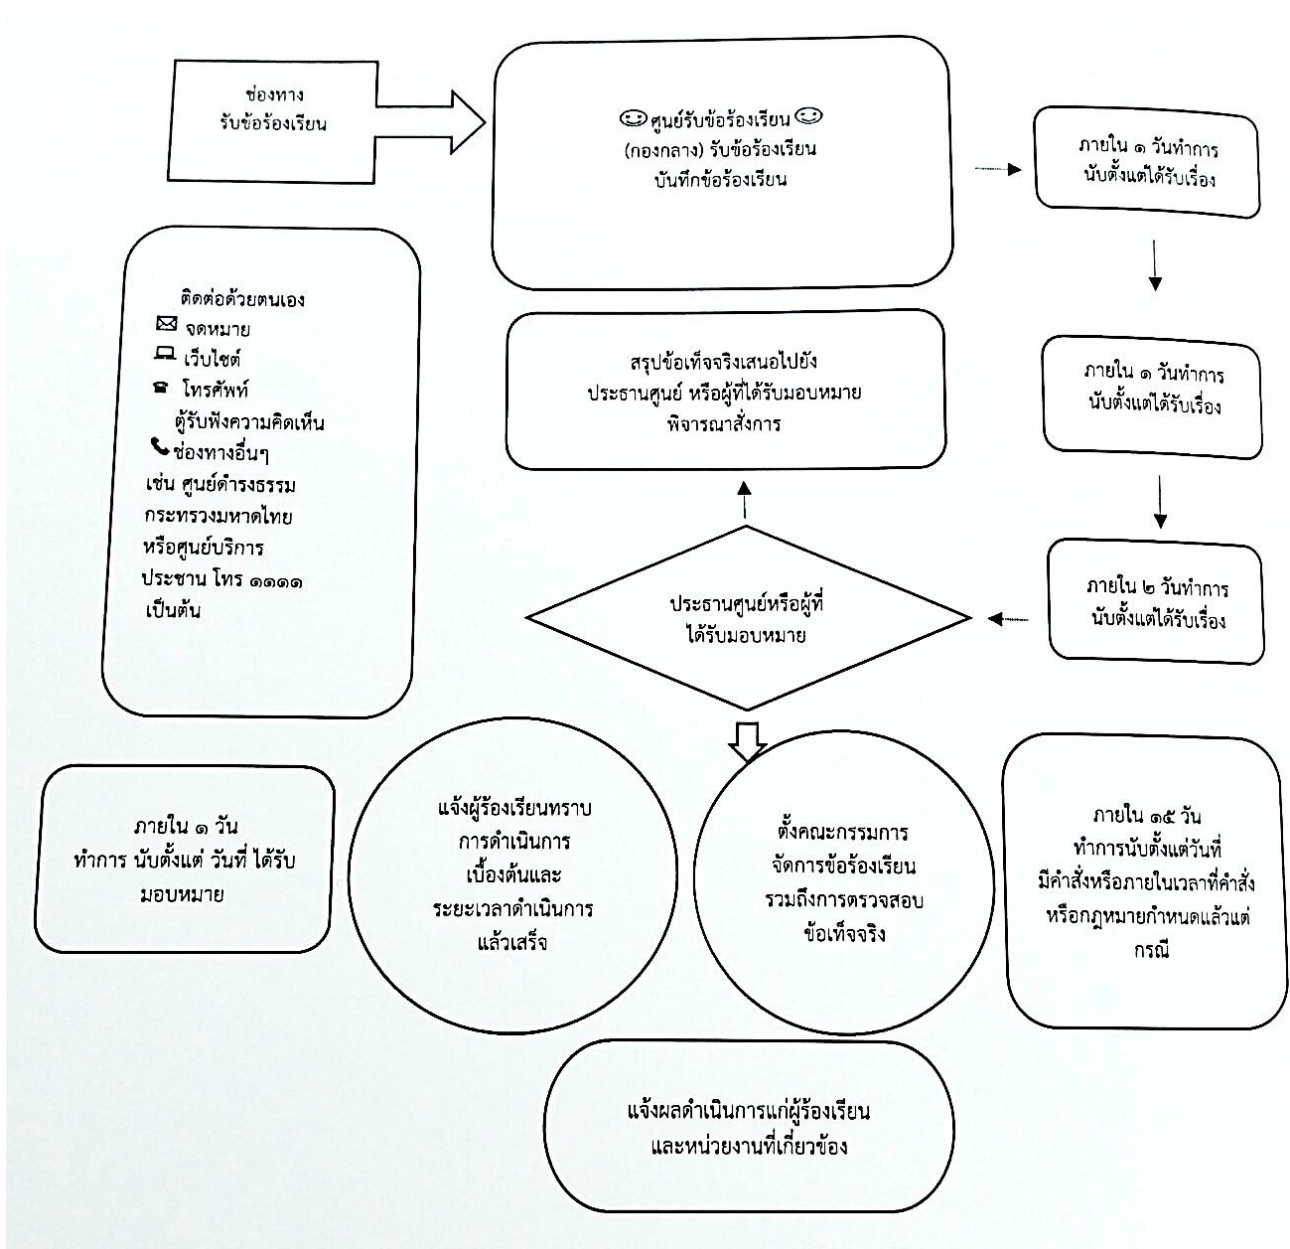 ช่องทาง
รับข้อร้องเรียน
ศูนย์รับข้อร้องเรียน
(กองกลาง) รับข้อร้องเรียน
บันทึกข้อร้องเรียน
ภายใน ๑ วันทำการ
นับตั้งแต่ได้รับเรื่อง
ติดต่อด้วยตนเอง
จดหมาย
เว็บไซต์
โทรศัพท์
ตู้รับฟังความคิดเห็น
ช่องทางอื่นๆ
เช่น ศูนย์ดำรงธรรม
กระทรวงมหาดไทย
หรือศูนย์บริการ
ประชาน โทร ๑๑๑๑
เป็นต้น
สรุปข้อเท็จจริงเสนอไปยัง
ประธานศูนย์ หรือผู้ที่ได้รับมอบหมาย
พิจารณาสั่งการ
ภายใน ๑ วันทำการ
นับตั้งแต่ได้รับเรื่อง
ประธานศูนย์หรือผู้ที่
ได้รับมอบหมาย
ภายใน ๒ วันทำการ
นับตั้งแต่ได้รับเรื่อง
ภายใน ๑ วัน
ทำการ นับตั้งแต่ วันที่ ได้รับ
มอบหมาย
แจ้งผู้ร้องเรียนทราบ
การดำเนินการ
เบื้องต้นและ
ระยะเวลาดำเนินการ
แล้วเสร็จ
ตั้งคณะกรรมการ
จัดการข้อร้องเรียน
รวมถึงการตรวจสอบ
ข้อเท็จจริง
ภายใน ๑๕ วัน
ทำการนับตั้งแต่วันที่
มีคำสั่งหรือภายในเวลาที่คำสั่ง
หรือกฎหมายกำหนดแล้วแต่
กรณี
แจ้งผลดำเนินการแก่ผู้ร้องเรียน
และหน่วยงานที่เกี่ยวข้อง